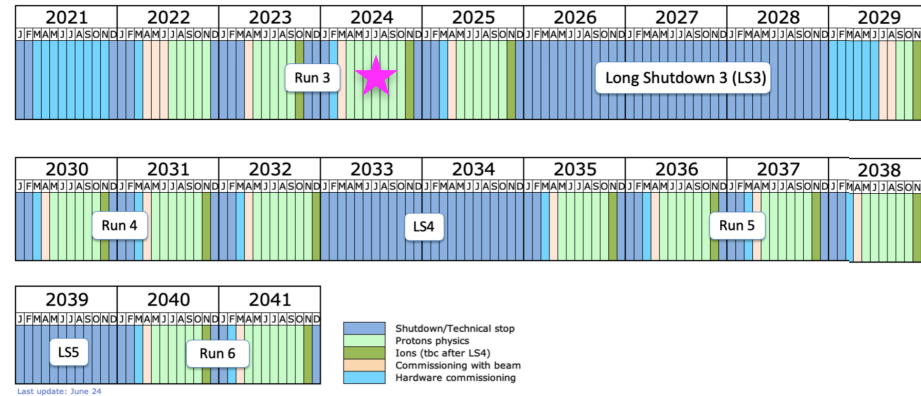 2021 2022 2023 2024 2025 2026 2027 2028 2029
J F M A M J J A S O N D J F M A M J J A S O N D J F M A M J J A S O N D J F M A M J J A S O N D J F M A M J J A S O N D J F M A M J J A S O N D J F M A M J J A S O N D J F M A M J J A S O N D J F M A M J J A S O N
Run 3 Long Shutdown 3 (LS3)
2030 2031 2032 2033 2034 2035 2036 2037 2038
J F M A M J J A S O N D J F M A M J J A S O N D J F M A M J J A S O N D J F M A M J J A S O N D J F M A M J J A S O N D J F M A M J J A S O N D J F M A M J J A S O N D J F M A M J J A S O N D J F M A M J J A S O N
Run 4 LS4 Run 5
2039 2040 2041
J F M A M J J A S O N D J F M A M J J A S O N D J F M A M J J A S O N D
LS5 Run 6
Shutdown/Technical stop
Protons physics
Ions (tbc after LS4)
Commissioning with beam
Hardware commissioning
Last update: June 24